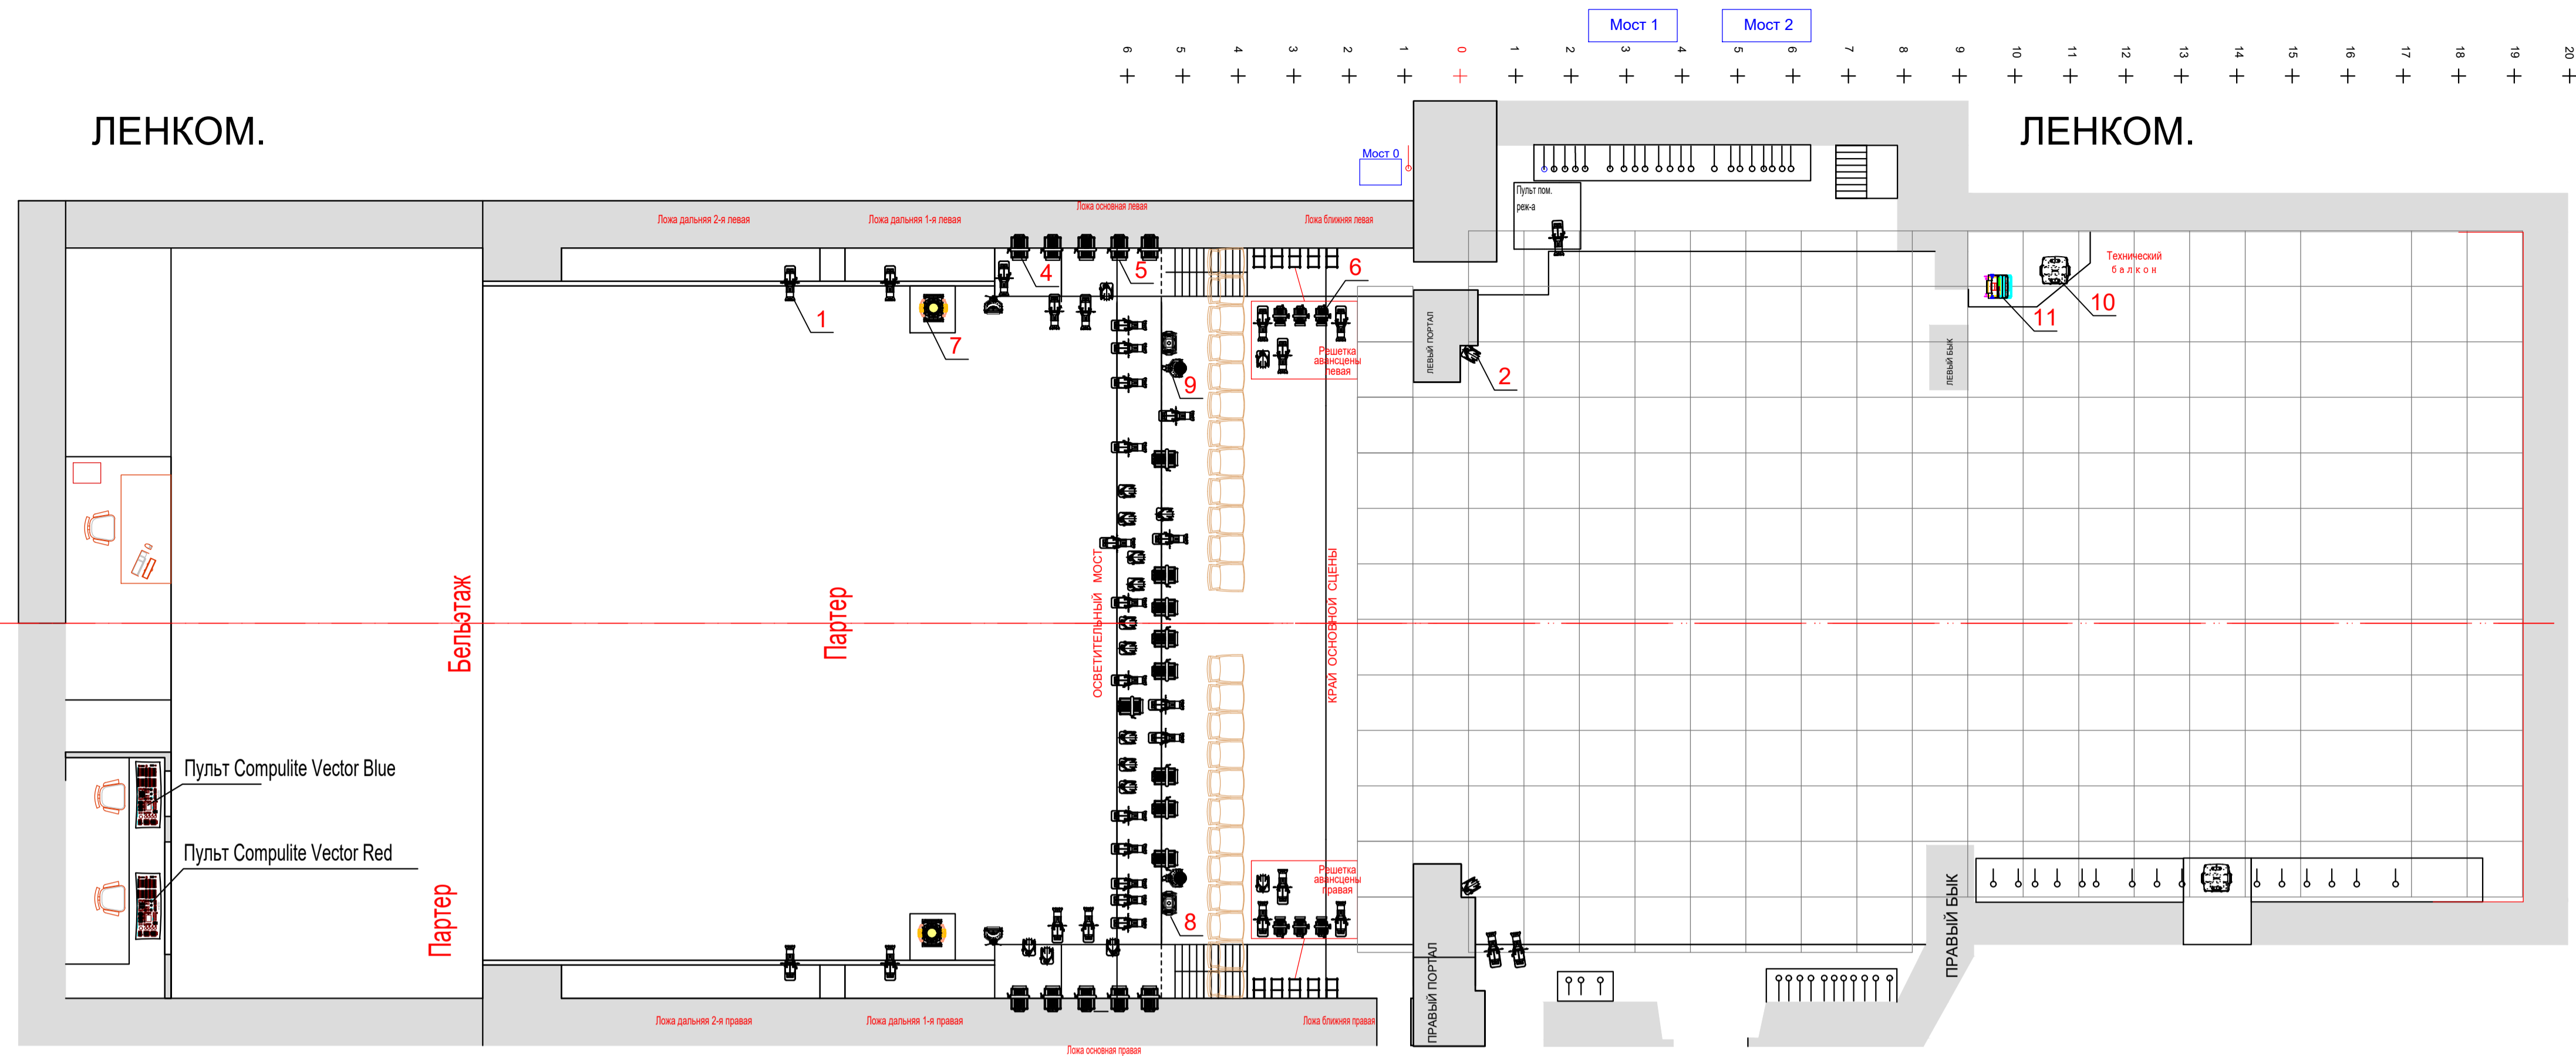 Мост 1
Мост 2
6 5 4 3 2 1 0 1 2 3 4 5 6 7 8 9 10 11 12 13 14 15 16 17 18 19 20
ЛЕНКОМ.
ЛЕНКОМ.
Мост 0
Пульт пом.
реж-а
Ложа дальняя 2-я левая
Ложа дальняя 1-я левая
Ложа основная левая
Ложа ближняя левая
4
5
6
Технический
балкон
10
11
1
7
2
9
Решетка
авансцены
левая
ЛЕВЫЙ ПОРТАЛ
ЛЕВЫЙ БЫК
Бельэтаж
Партер
ОСВЕТИТЕЛЬНЫЙ МОСТ
КРАЙ ОСНОВНОЙ СЦЕНЫ
Пульт Compulite Vector Blue
Пульт Compulite Vector Red
Партер
8
Решетка
авансцены
правая
ПРАВЫЙ ПОРТАЛ
ПРАВЫЙ БЫК
Ложа дальняя 2-я правая
Ложа дальняя 1-я правая
Ложа основная правая
Ложа ближняя правая